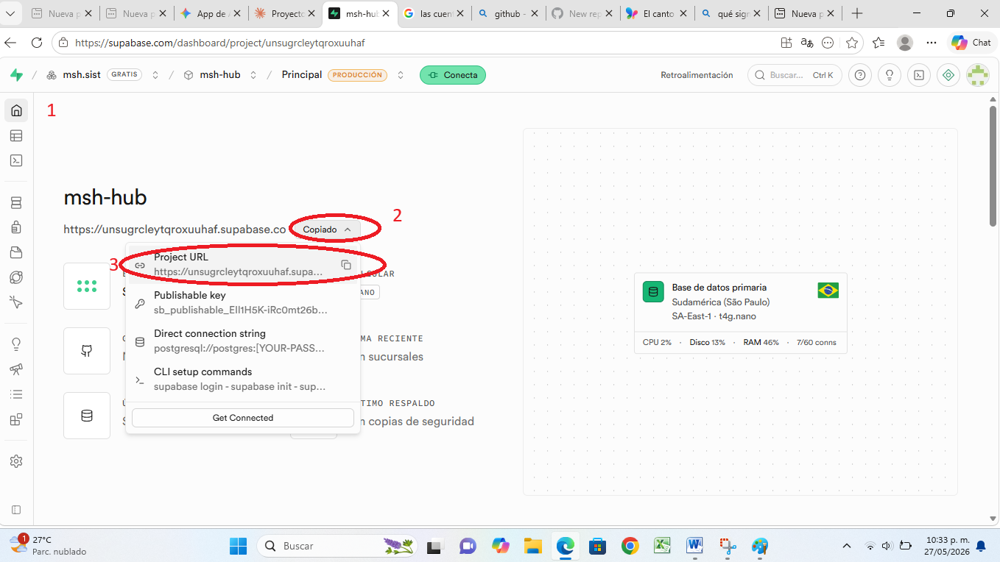 Nueva p
Nueva p
App de A
Proyecto
msh-hub
las cuent
github -
New rep
El canto
qué sign
Nueva p
https://supabase.com/dashboard/project/unsugrcleytqroxuuhaf
Chat
/ msh.sist GRATIS / msh-hub / Principal PRODUCCIÓN Conecta
Retroalimentación
Buscar... Ctrl K
1
msh-hub
2
https://unsugrcleytqroxuuhaf.supabase.co
Copiado
3
Project URL
https://unsugrcleytqroxuuhaf.supa...
Publishable key
sb_publishable_Ell1H5K-iRc0mt26b...
Direct connection string
postgresql://postgres:[YOUR-PASS...
CLI setup commands
supabase login - supabase init - sup...
Get Connected
ANO
MA RECIENTE
n sucursales
TIMO RESPALDO
n copias de seguridad
Base de datos primaria
Sudamérica (São Paulo)
SA-East-1 · t4g.nano
CPU 2% · Disco 13% · RAM 46% · 7/60 conns
1
27°C
Parc. nublado
Buscar
10:33 p. m.
27/05/2026